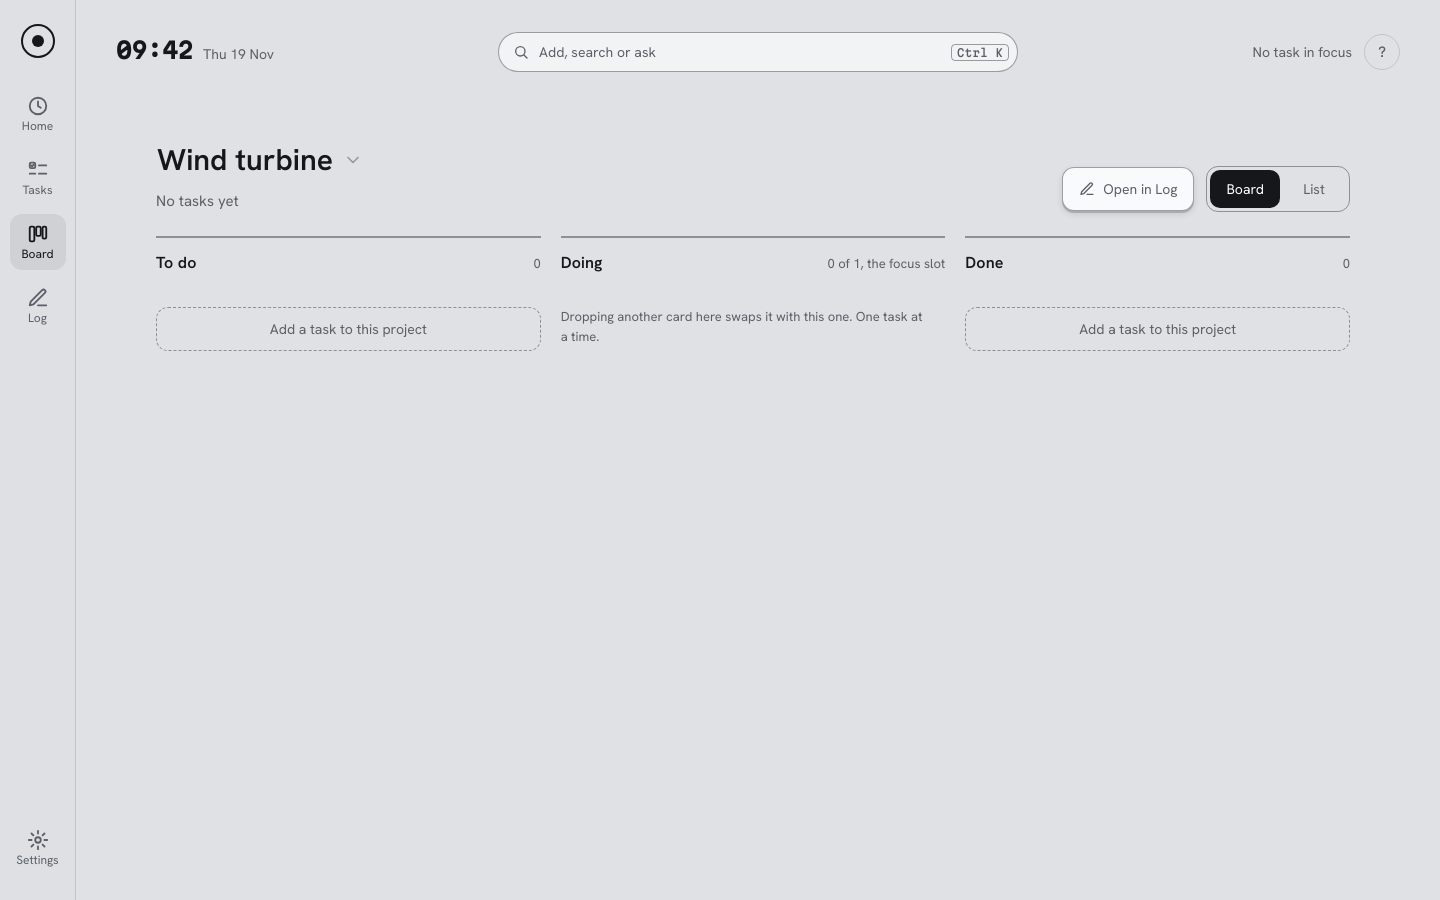 09:42 Thu 19 Nov
Add, search or ask
Ctrl K
No task in focus
?
Home
Tasks
Board
Log
Settings
Wind turbine
No tasks yet
Open in Log
Board
List
To do
0
Doing
0 of 1, the focus slot
Done
0
Add a task to this project
Dropping another card here swaps it with this one. One task at
a time.
Add a task to this project